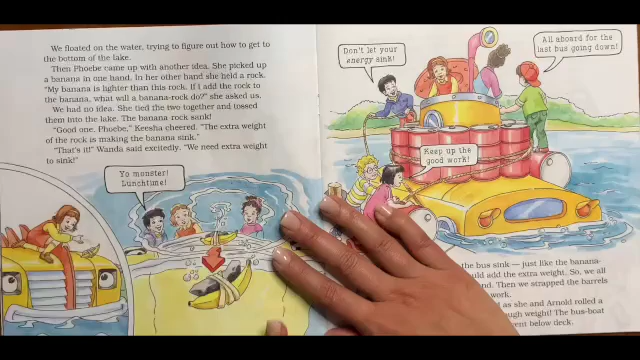 We floated on the water, trying to figure out how to get to
the bottom of the lake.
Then Phoebe came up with another idea. She picked up
a banana in one hand. In her other hand she held a rock.
"My banana is lighter than this rock. If I add the rock to
the banana, what will a banana-rock do?" she asked us.
We had no idea. She tied the two together and tossed
them into the lake. The banana rock sank!
"Good one, Phoebe," Keesha cheered. "The extra weight
of the rock is making the banana sink."
"That's it!" Wanda said excitedly. "We need extra weight
to sink!"
Yo monster!
Lunchtime!
Don't let your
energy sink!
All aboard for the
last bus going down!
Keep up the
good work!
the bus sink — just like the banana-
add the extra weight. So, we all
Then we strapped the barrels
work.
as she and Arnold rolled a
weight! The bus-boat
below deck.